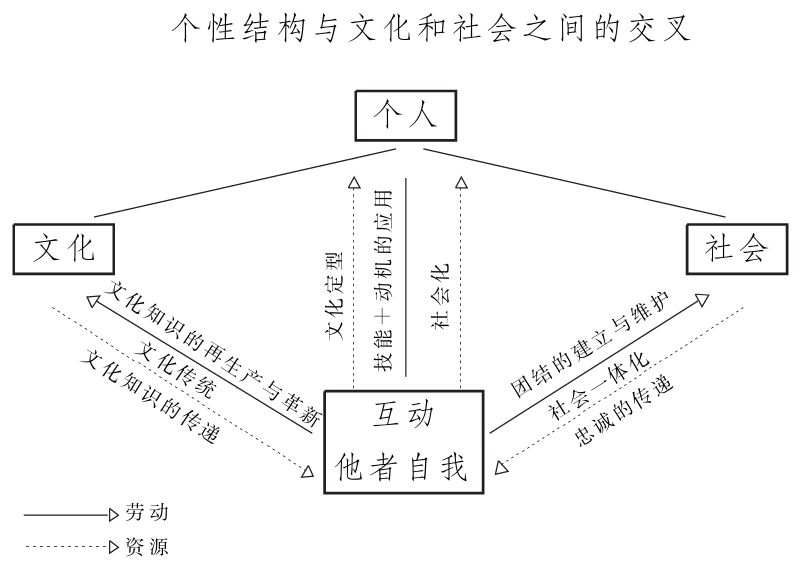 个性结构与文化和社会之间的交叉
个人
文化
社会
文化定型
技能+动机的应用
社会化
文化知识的再生产与革新
文化传统
文化知识的传递
团结的建立与维护
社会一体化
忠诚的传递
互动
他者自我
劳动
资源